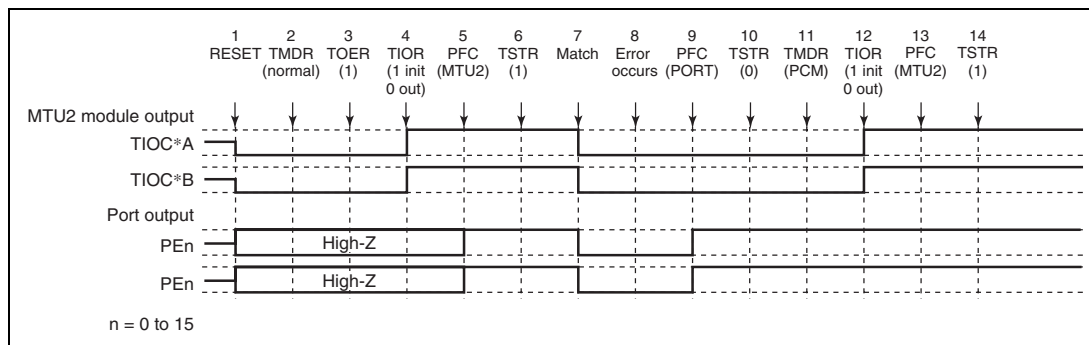 1 2 3 4 5 6 7 8 9 10 11 12 13 14
RESET TMDR TOER TIOR PFC TSTR Match Error PFC TSTR TMDR TIOR PFC TSTR
(normal) (1) (1 init (MTU2) (1) occurs (PORT) (0) (PCM) (1 init (MTU2) (1)
0 out) 0 out)
MTU2 module output
TIOC*A
TIOC*B
Port output
PEn High-Z
PEn High-Z
n = 0 to 15